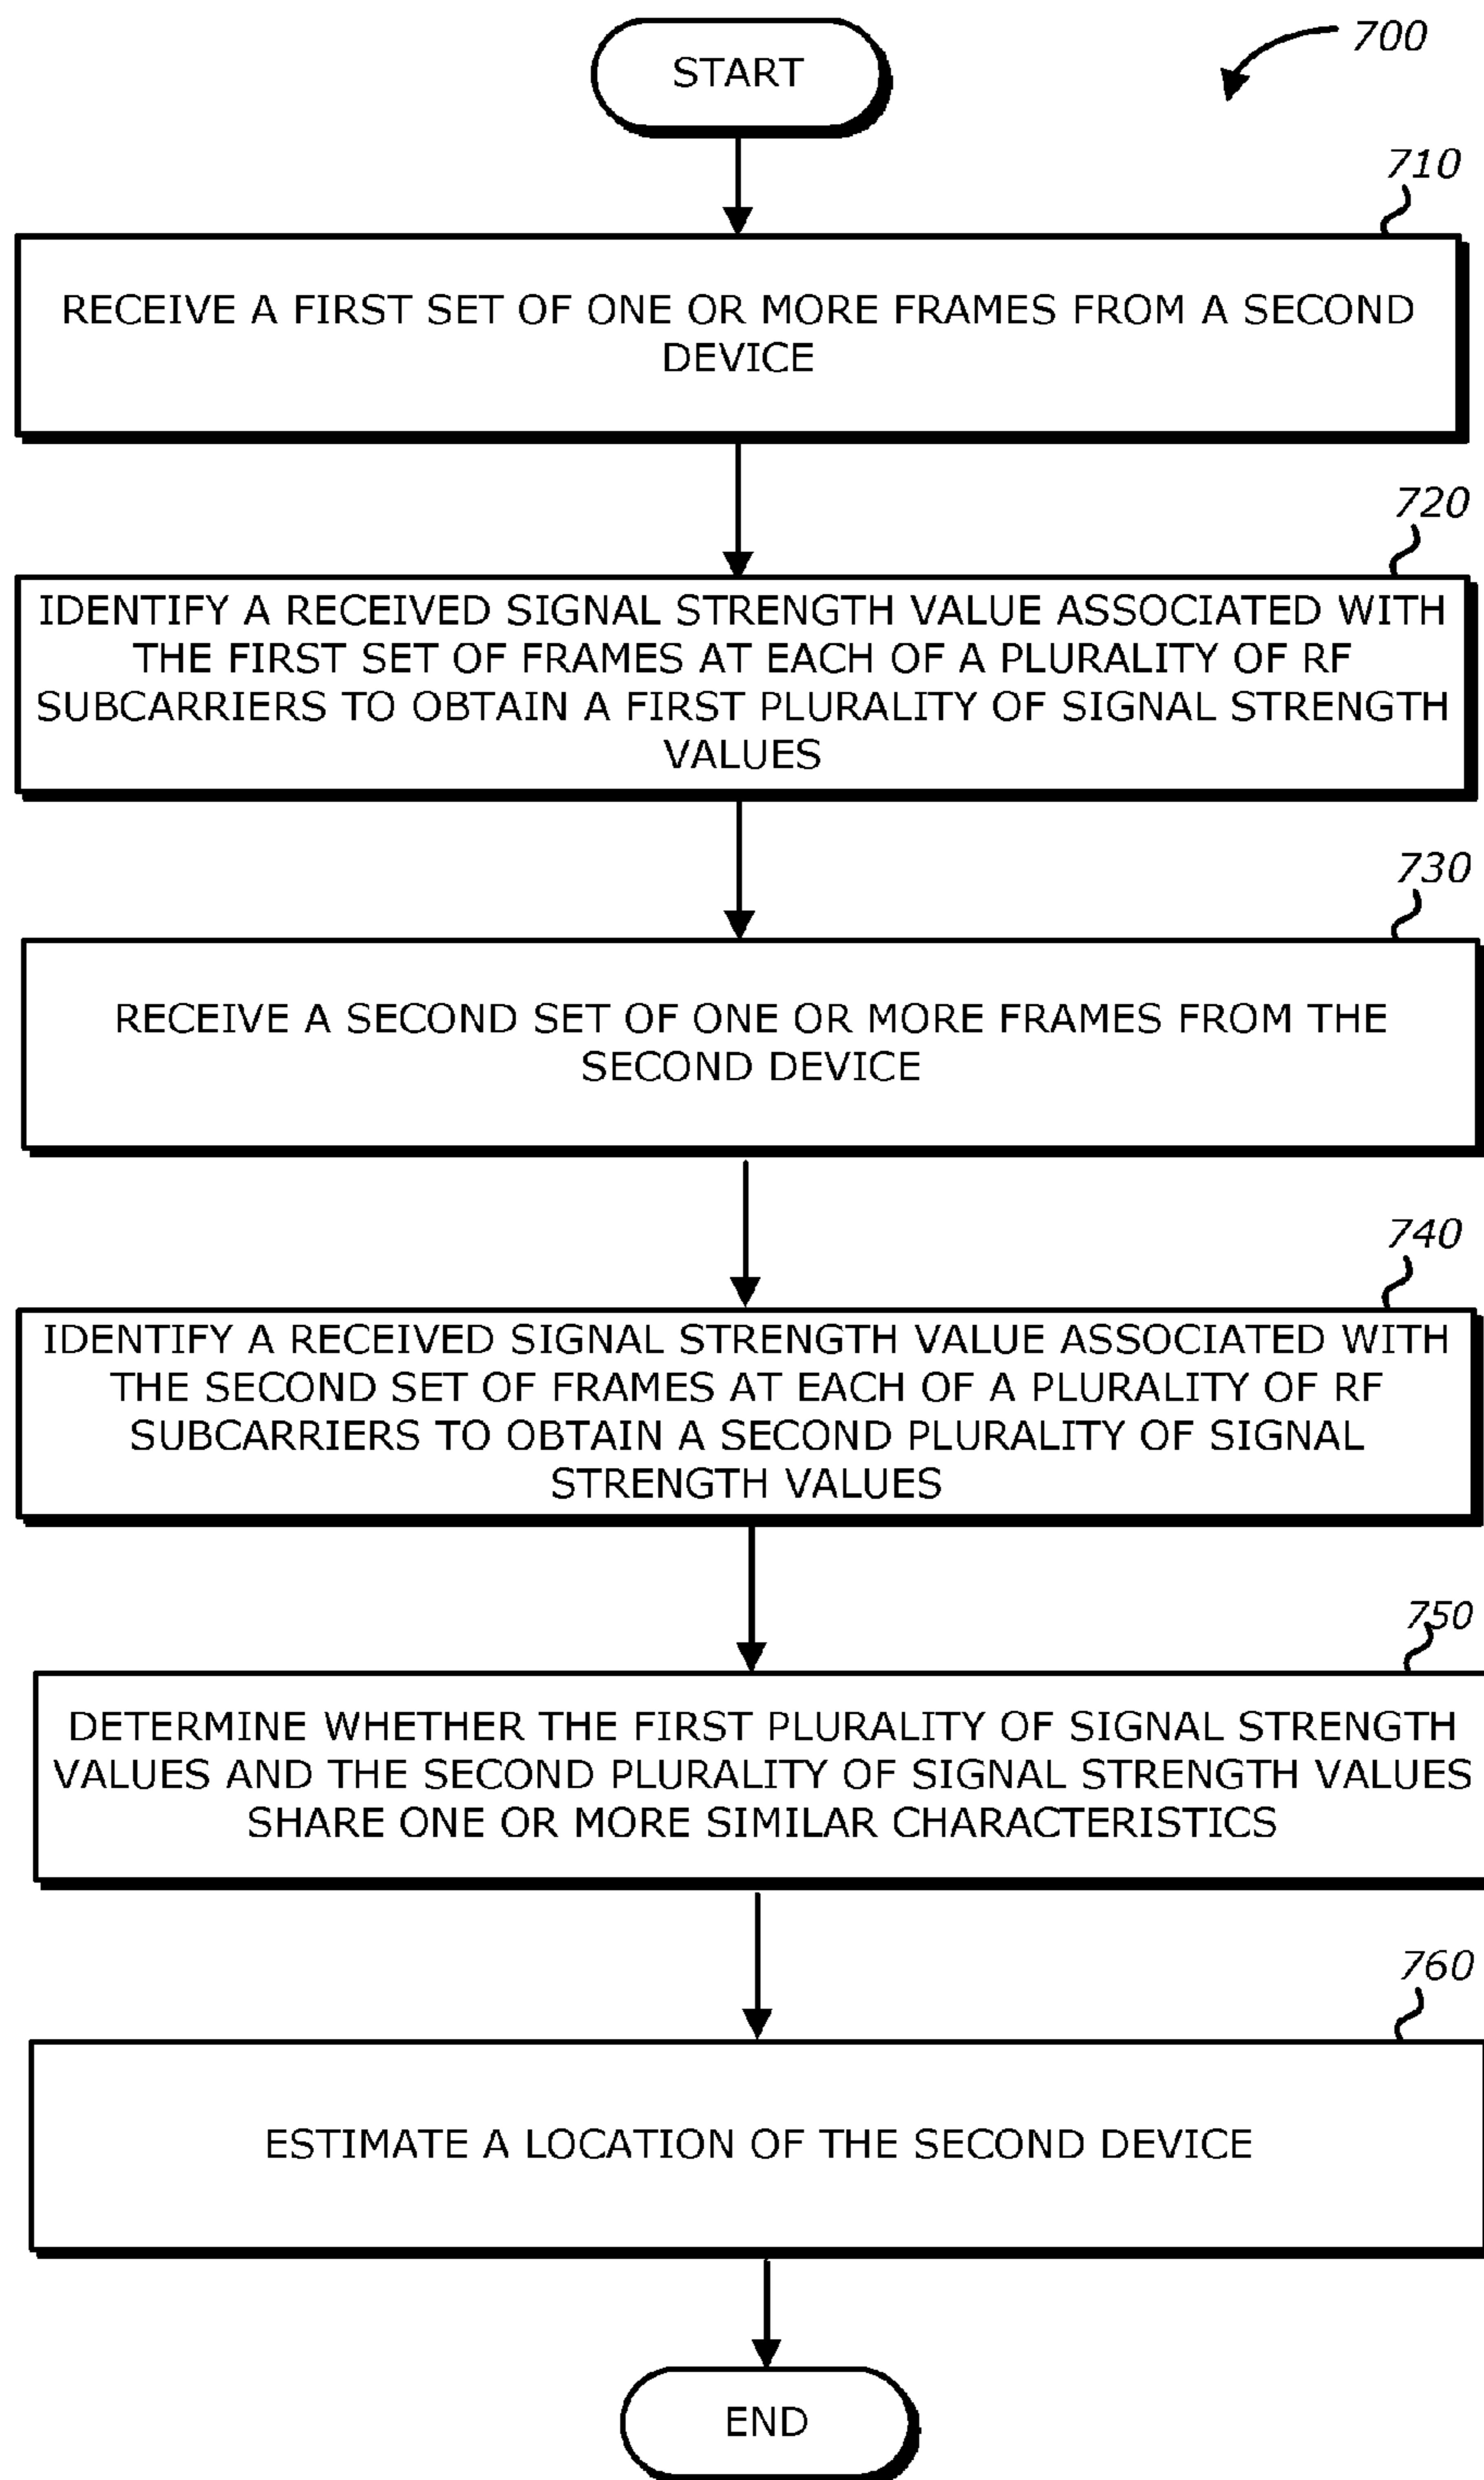 START
700
710
RECEIVE A FIRST SET OF ONE OR MORE FRAMES FROM A SECOND
DEVICE
720
IDENTIFY A RECEIVED SIGNAL STRENGTH VALUE ASSOCIATED WITH
THE FIRST SET OF FRAMES AT EACH OF A PLURALITY OF RF
SUBCARRIERS TO OBTAIN A FIRST PLURALITY OF SIGNAL STRENGTH
VALUES
730
RECEIVE A SECOND SET OF ONE OR MORE FRAMES FROM THE
SECOND DEVICE
740
IDENTIFY A RECEIVED SIGNAL STRENGTH VALUE ASSOCIATED WITH
THE SECOND SET OF FRAMES AT EACH OF A PLURALITY OF RF
SUBCARRIERS TO OBTAIN A SECOND PLURALITY OF SIGNAL
STRENGTH VALUES
750
DETERMINE WHETHER THE FIRST PLURALITY OF SIGNAL STRENGTH
VALUES AND THE SECOND PLURALITY OF SIGNAL STRENGTH VALUES
SHARE ONE OR MORE SIMILAR CHARACTERISTICS
760
ESTIMATE A LOCATION OF THE SECOND DEVICE
END